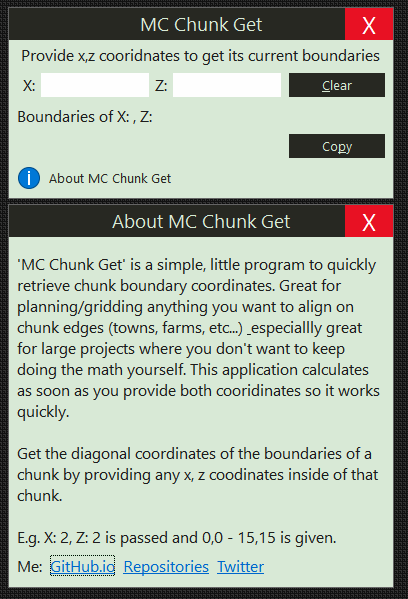 MC Chunk Get X
Provide x,z cooridnates to get its current boundaries
X: Z: Clear
Boundaries of X: , Z:
Copy
i About MC Chunk Get
About MC Chunk Get X
'MC Chunk Get' is a simple, little program to quickly
retrieve chunk boundary coordinates. Great for
planning/gridding anything you want to align on
chunk edges (towns, farms, etc...) _especiallly great
for large projects where you don't want to keep
doing the math yourself. This application calculates
as soon as you provide both cooridinates so it works
quickly.
Get the diagonal coordinates of the boundaries of a
chunk by providing any x, z coodinates inside of that
chunk.
E.g. X: 2, Z: 2 is passed and 0,0 - 15,15 is given.
Me: GitHub.io Repositories Twitter